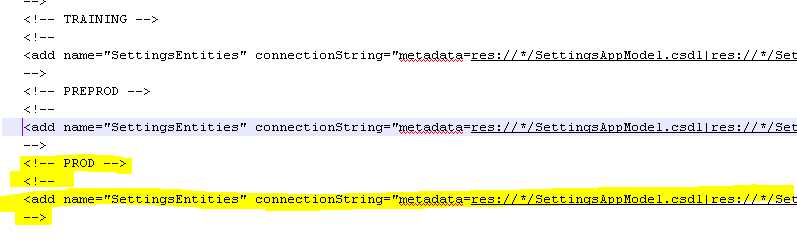 -->
<!-- TRAINING -->
<!--
<add name="SettingsEntities" connectionString="metadata=res://*/SettingsAppModel.csdl|res://*/Set
-->
<!-- PREPROD -->
<!--
<add name="SettingsEntities" connectionString="metadata=res://*/SettingsAppModel.csdl|res://*/Set
-->
<!-- PROD -->
<!--
<add name="SettingsEntities" connectionString="metadata=res://*/SettingsAppModel.csdl|res://*/Set
-->